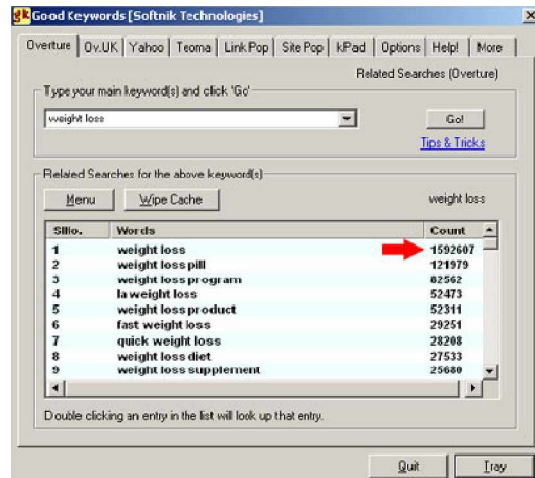 gk Good Keywords [Softnik Technologies]
Overture Ov.UK Yahoo Teoma Link Pop Site Pop kPad Options Help! More
Related Searches (Overture)
Type your main keyword(s) and click 'Go'
weight loss
Go!
Tips & Tricks
Related Searches for the above keyword(s)
Menu Wipe Cache weight loss
SlNo. Words Count
1 weight loss 1592607
2 weight loss pill 121979
3 weight loss program 82562
4 la weight loss 52473
5 weight loss product 52311
6 fast weight loss 29251
7 quick weight loss 28208
8 weight loss diet 27533
9 weight loss supplement 25680
Double clicking an entry in the list will look up that entry.
Quit Tray